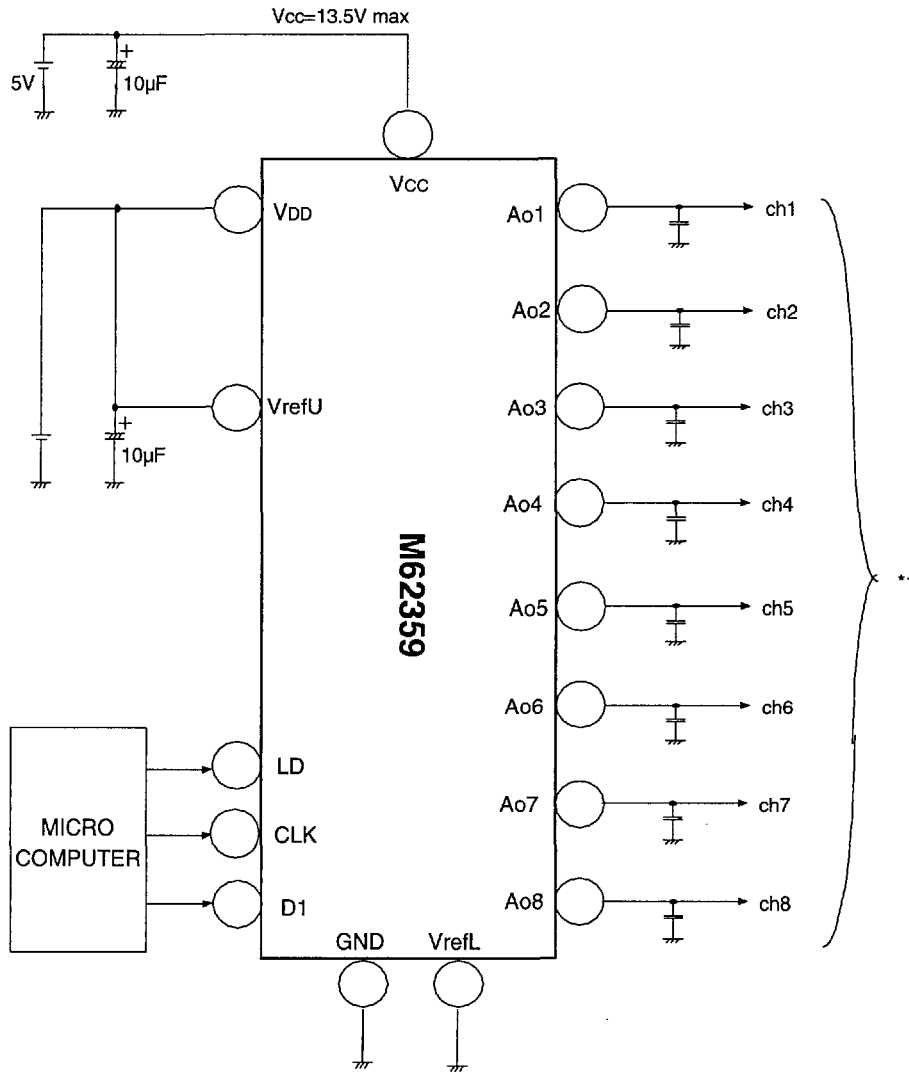 Vcc=13.5V max
5V
+
10µF
Vcc
VDD
Ao1
ch1
Ao2
ch2
VrefU
Ao3
ch3
+
10µF
Ao4
ch4
M62359
*
Ao5
ch5
Ao6
ch6
LD
MICRO
COMPUTER
CLK
Ao7
ch7
D1
Ao8
ch8
GND
VrefL